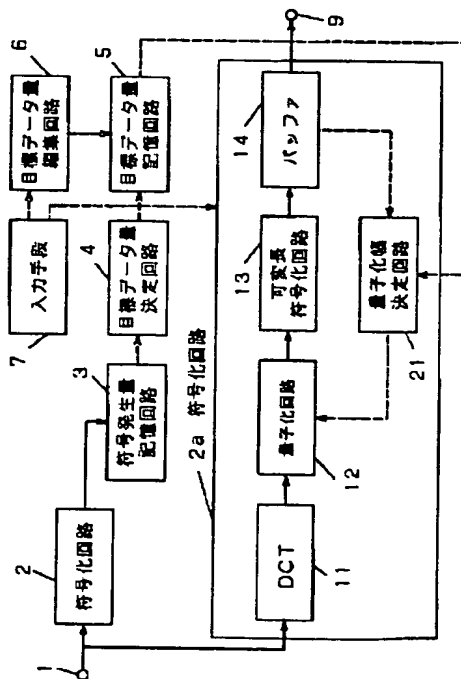 1
2
符号化回路
3
符号発生量
記憶回路
4
目標データ量
決定回路
5
目標データ量
記憶回路
6
目標データ量
編集回路
7
入力手段
2a 符号化回路
11
DCT
12
量子化回路
13
可変長
符号化回路
14
バッファ
21
量子化幅
決定回路
9